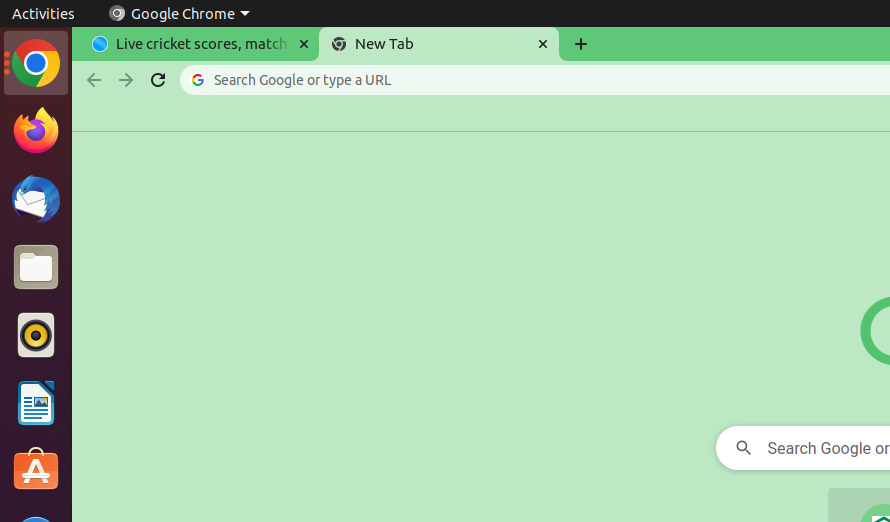 Activities
Google Chrome
Live cricket scores, match
New Tab
Search Google or type a URL
Search Google or